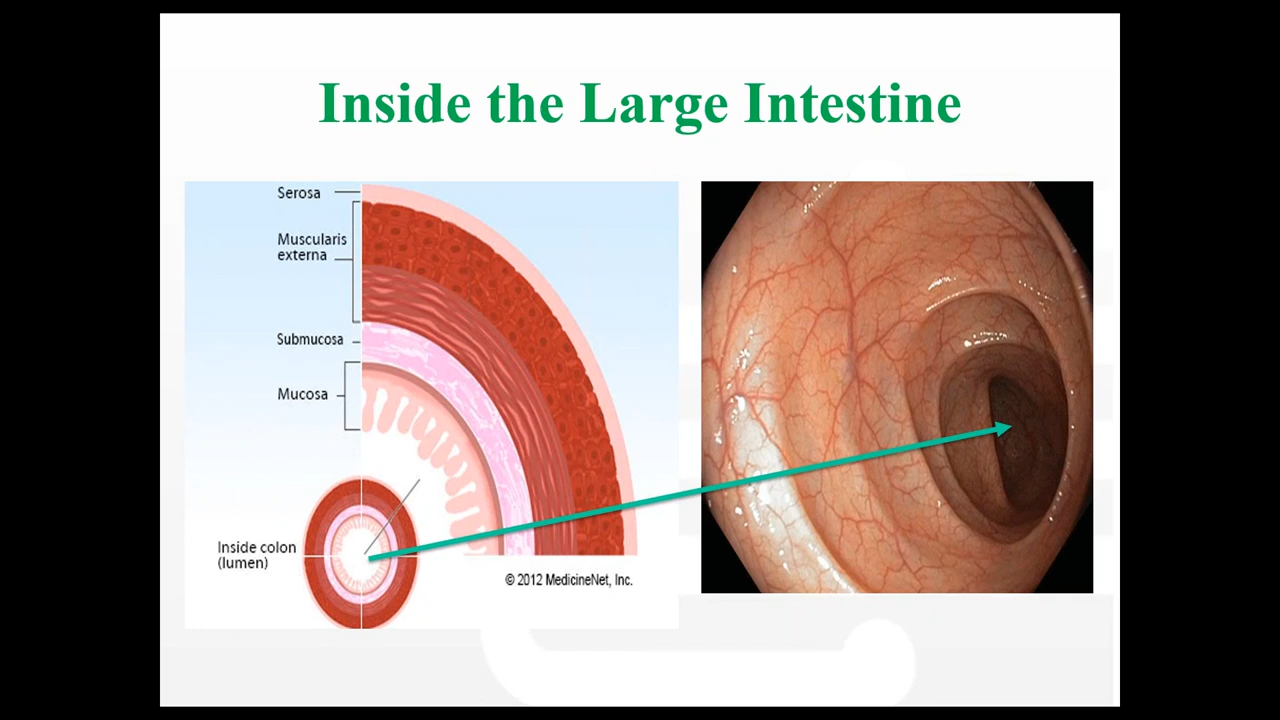 Inside the Large Intestine
Serosa
Muscularis
externa
Submucosa
Mucosa
Inside colon
(lumen)
© 2012 MedicineNet, Inc.